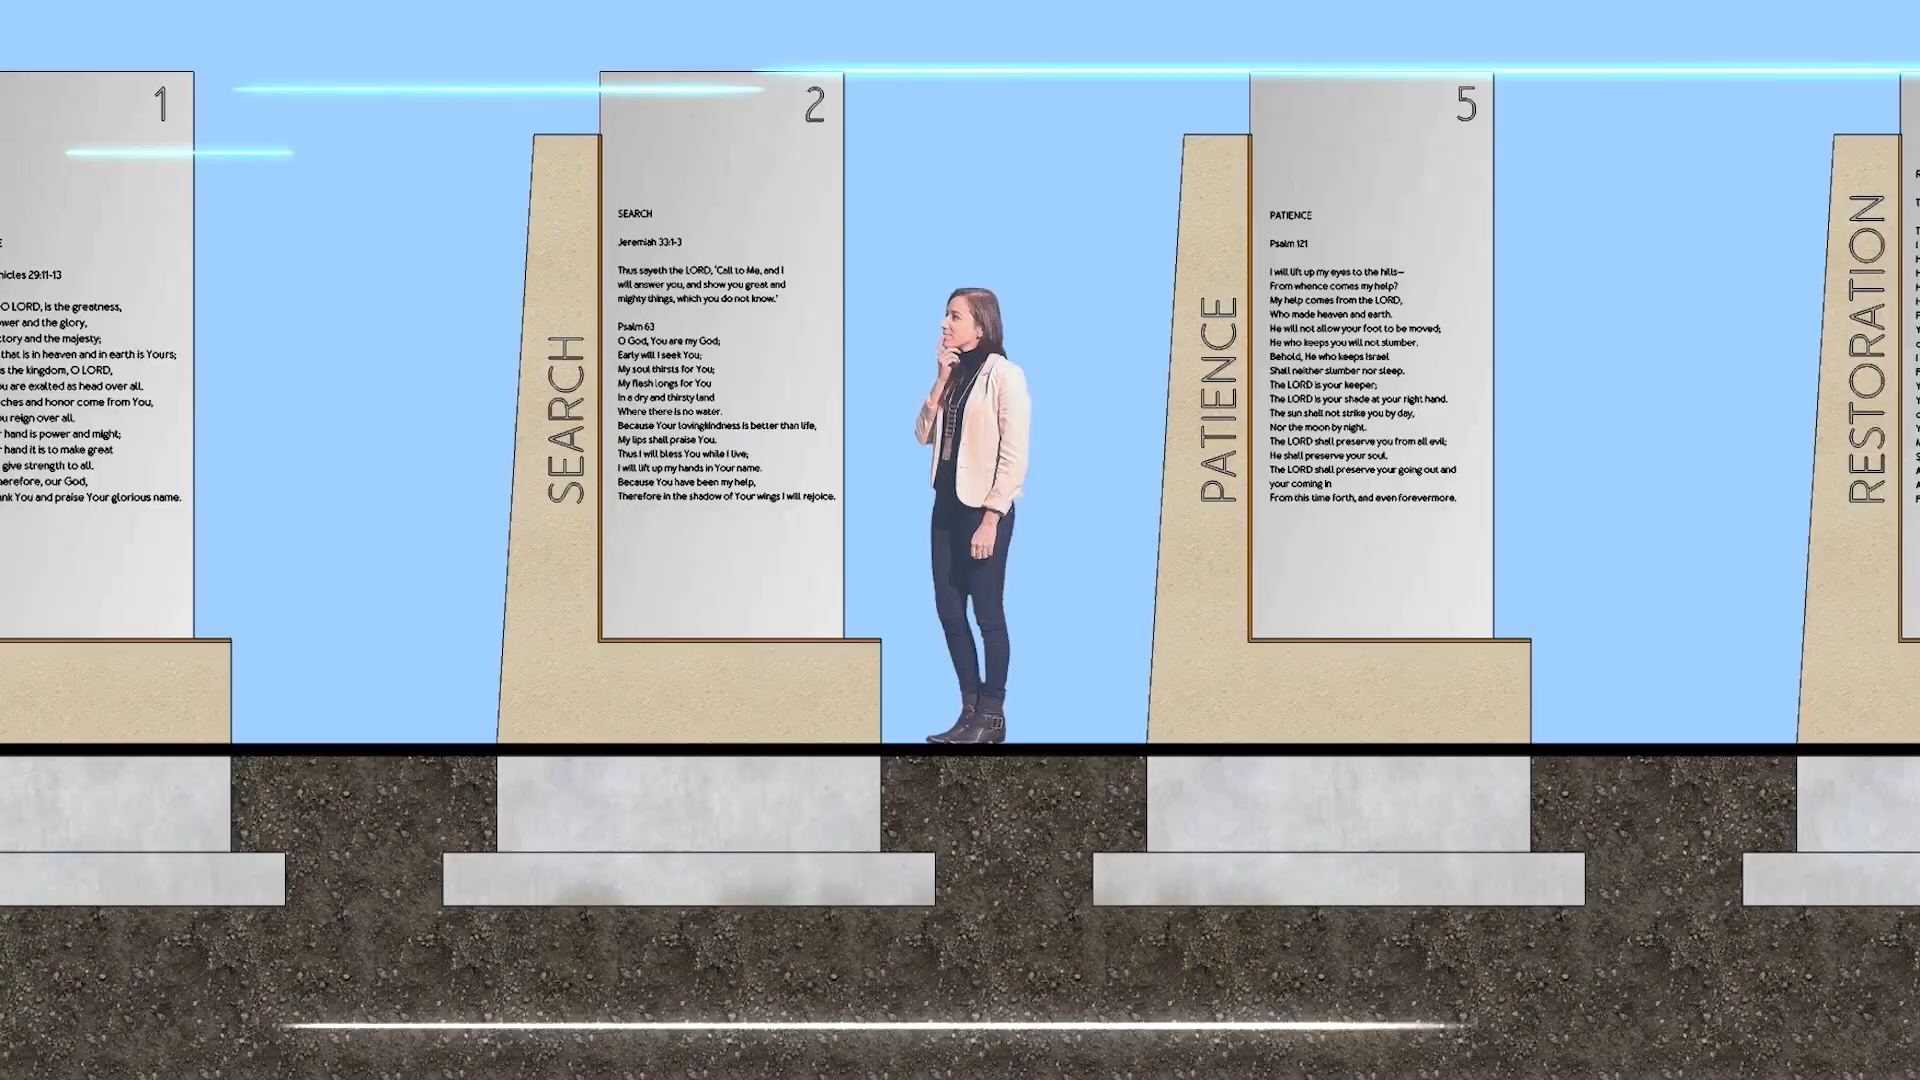 1
nicles 29:11-13
O LORD, is the greatness,
wer and the glory,
tory and the majesty;
that is in heaven and in earth is Yours;
s the kingdom, O LORD,
u are exalted as head over all.
ches and honor come from You,
u reign over all.
hand is power and might;
hand it is to make great
give strength to all.
herefore, our God,
nk You and praise Your glorious name.
SEARCH
2
SEARCH
Jeremiah 33:1-3
Thus sayeth the LORD, 'Call to Me, and I
will answer you, and show you great and
mighty things, which you do not know.'
Psalm 63
O God, You are my God;
Early will I seek You;
My soul thirsts for You;
My flesh longs for You
In a dry and thirsty land
Where there is no water.
Because Your lovingkindness is better than life,
My lips shall praise You.
Thus I will bless You while I live;
I will lift up my hands in Your name.
Because You have been my help,
Therefore in the shadow of Your wings I will rejoice.
PATIENCE
5
PATIENCE
Psalm 121
I will lift up my eyes to the hills—
From whence comes my help?
My help comes from the LORD,
Who made heaven and earth.
He will not allow your foot to be moved;
He who keeps you will not slumber.
Behold, He who keeps Israel
Shall neither slumber nor sleep.
The LORD is your keeper;
The LORD is your shade at your right hand.
The sun shall not strike you by day,
Nor the moon by night.
The LORD shall preserve you from all evil;
He shall preserve your soul.
The LORD shall preserve your going out and
your coming in
From this time forth, and even forevermore.
RESTORATION